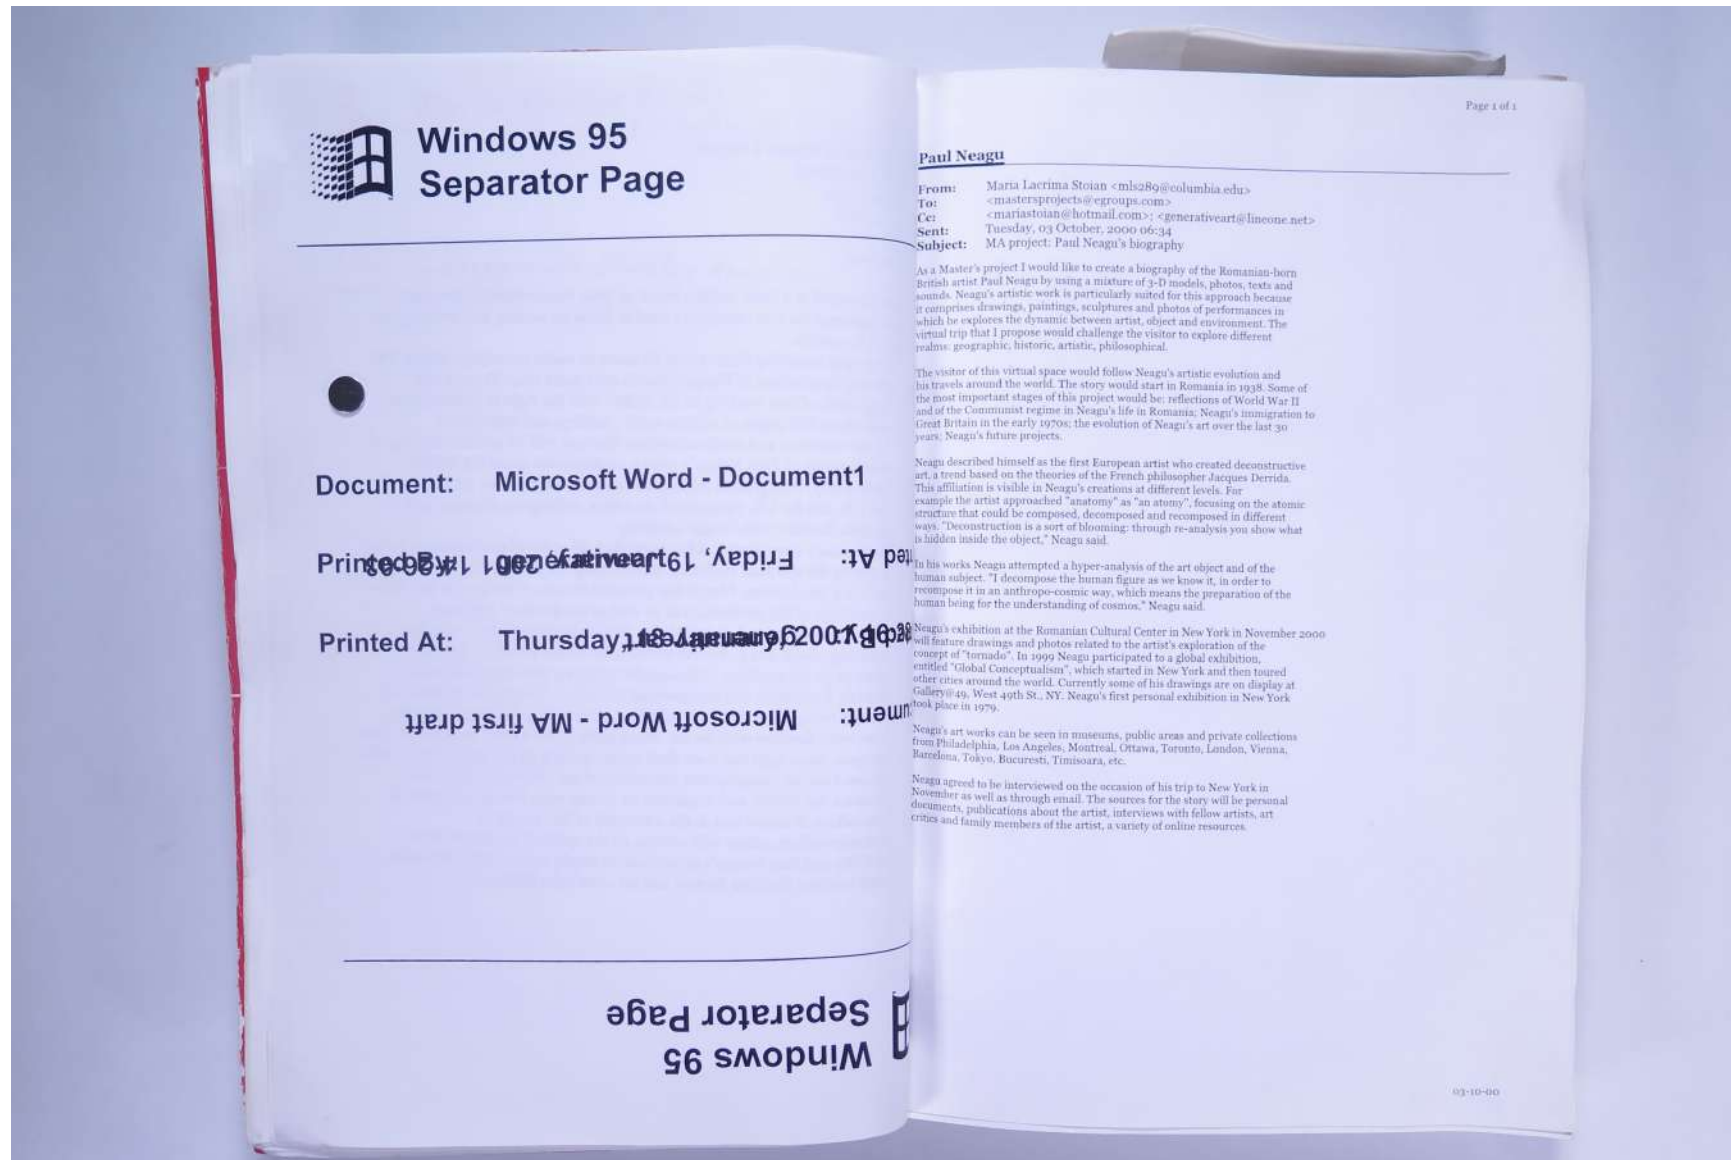 Windows 95
Separator Page
Document: Microsoft Word - Document1
Printed By: generativeart
Printed At: Thursday,
Windows 95
Separator Page
ument: Microsoft Word - MA first draft
ted At: Friday, 19 January, 2001
Page 1 of 1
Paul Neagu
From: Maria Lacrima Stoian <mls289@columbia.edu>
To: <mastersprojects@egroups.com>
Cc: <mariastoian@hotmail.com>; <generativeart@lineone.net>
Sent: Tuesday, 03 October, 2000 06:34
Subject: MA project: Paul Neagu's biography
As a Master's project I would like to create a biography of the Romanian-born
British artist Paul Neagu by using a mixture of 3-D models, photos, texts and
sounds. Neagu's artistic work is particularly suited for this approach because
it comprises drawings, paintings, sculptures and photos of performances in
which he explores the dynamic between artist, object and environment. The
virtual trip that I propose would challenge the visitor to explore different
realms: geographic, historic, artistic, philosophical.
The visitor of this virtual space would follow Neagu's artistic evolution and
his travels around the world. The story would start in Romania in 1938. Some of
the most important stages of this project would be: reflections of World War II
and of the Communist regime in Neagu's life in Romania; Neagu's immigration to
Great Britain in the early 1970s; the evolution of Neagu's art over the last 30
years; Neagu's future projects.
Neagu described himself as the first European artist who created deconstructive
art, a trend based on the theories of the French philosopher Jacques Derrida.
This affiliation is visible in Neagu's creations at different levels. For
example the artist approached "anatomy" as "an atomy", focusing on the atomic
structure that could be composed, decomposed and recomposed in different
ways. "Deconstruction is a sort of blooming: through re-analysis you show what
is hidden inside the object," Neagu said.
In his works Neagu attempted a hyper-analysis of the art object and of the
human subject. "I decompose the human figure as we know it, in order to
recompose it in an anthropo-cosmic way, which means the preparation of the
human being for the understanding of cosmos," Neagu said.
Neagu's exhibition at the Romanian Cultural Center in New York in November 2000
will feature drawings and photos related to the artist's exploration of the
concept of "tornado". In 1999 Neagu participated to a global exhibition,
entitled "Global Conceptualism", which started in New York and then toured
other cities around the world. Currently some of his drawings are on display at
Gallery@49, West 49th St., NY. Neagu's first personal exhibition in New York
took place in 1979.
Neagu's art works can be seen in museums, public areas and private collections
from Philadelphia, Los Angeles, Montreal, Ottawa, Toronto, London, Vienna,
Barcelona, Tokyo, Bucuresti, Timisoara, etc.
Neagu agreed to be interviewed on the occasion of his trip to New York in
November as well as through email. The sources for the story will be personal
documents, publications about the artist, interviews with fellow artists, art
critics and family members of the artist, a variety of online resources.
03-10-00